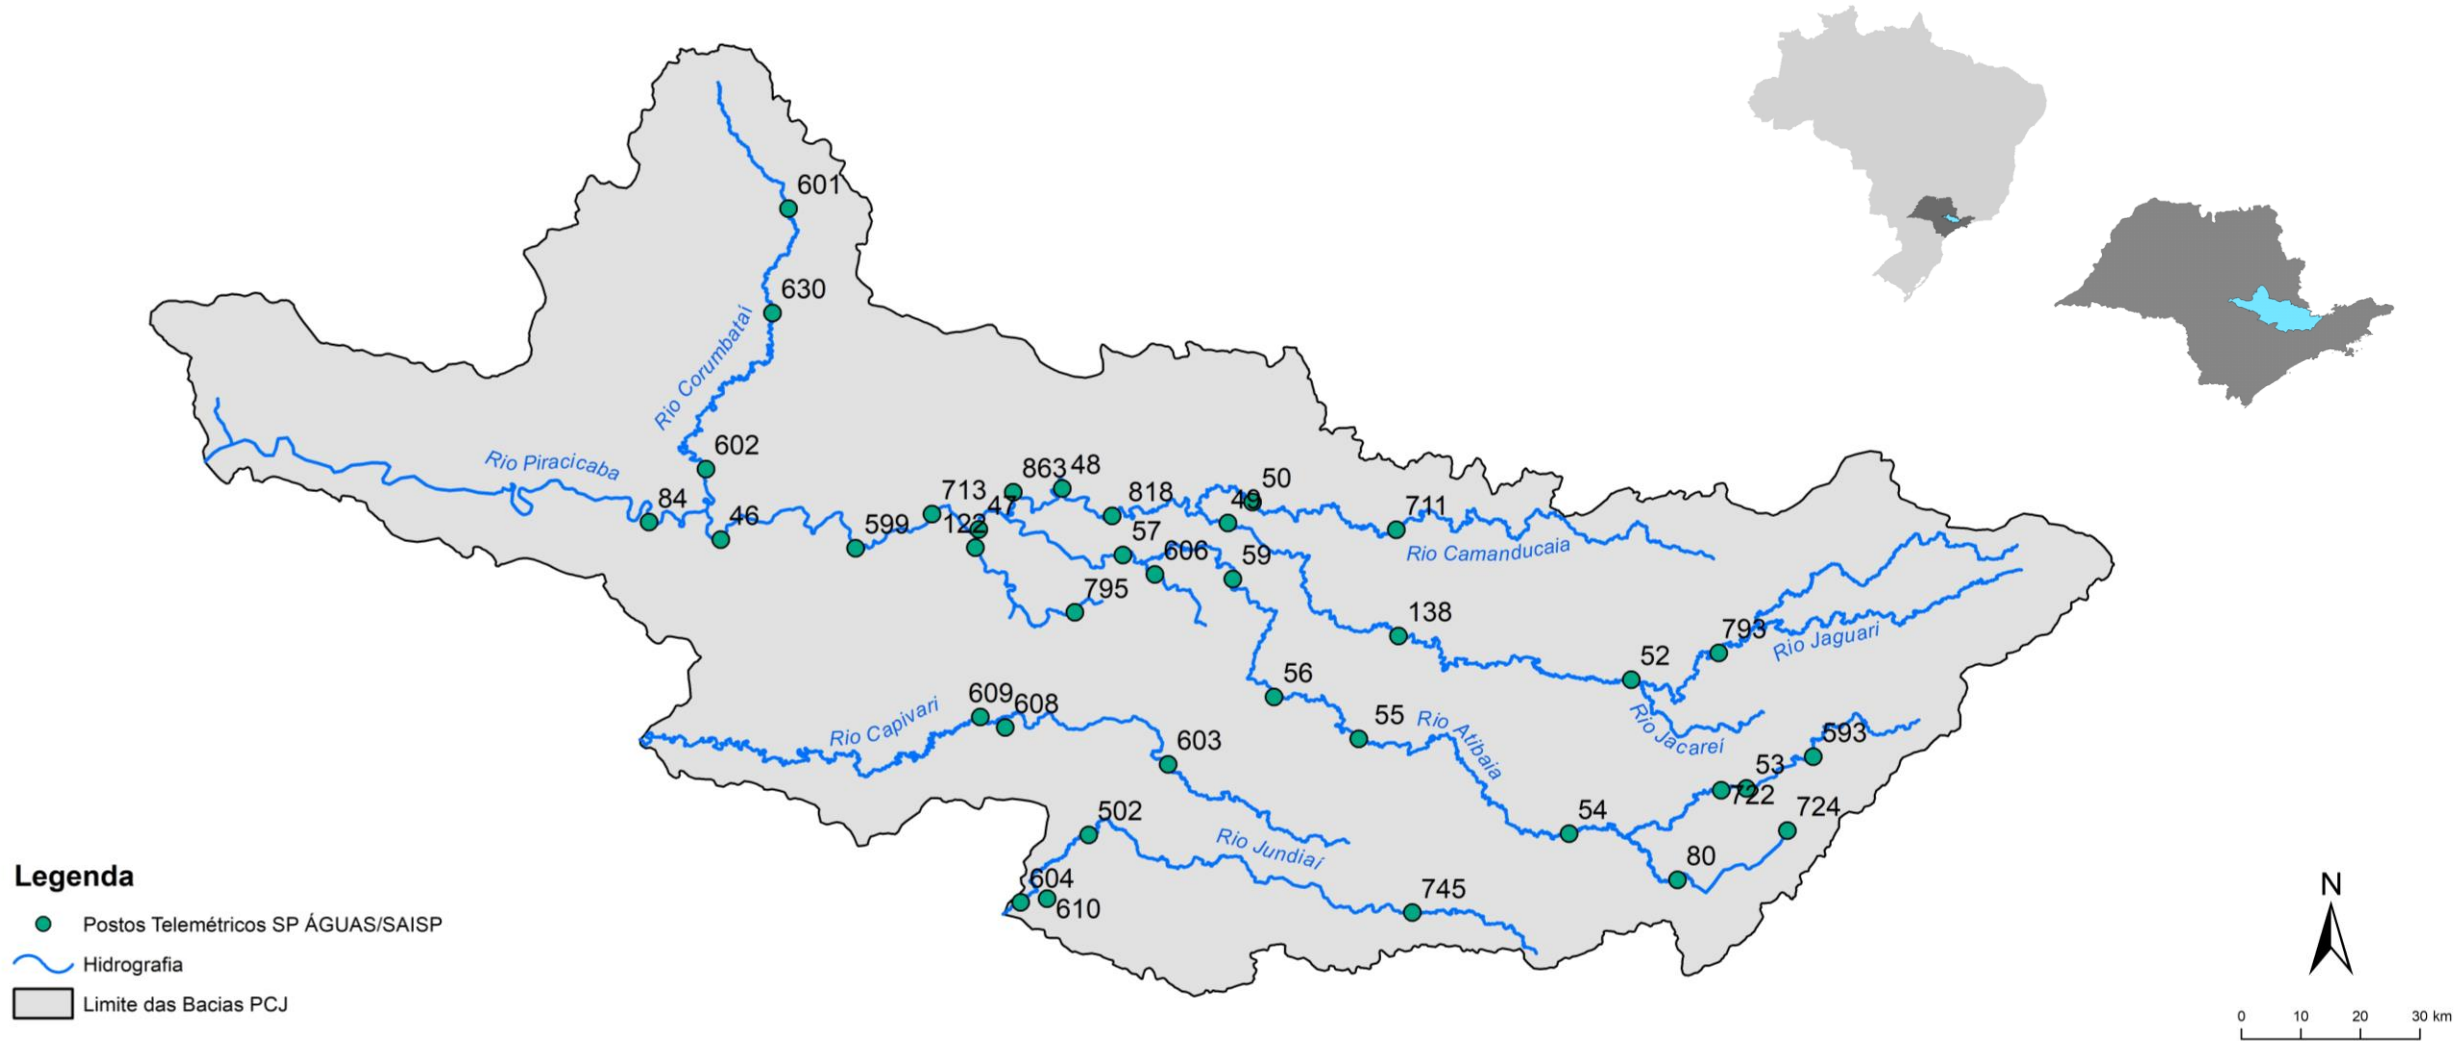 601
630
Rio Corumbataí
602
Rio Piracicaba
84
46
599
713
122
47
863
48
818
57
606
795
49
50
59
711
Rio Camanducaia
138
52
793
Rio Jaguari
Rio Jacareí
593
53
722
724
54
80
56
55
Rio Atibaia
609
608
Rio Capivari
603
502
Rio Jundiaí
604
610
745
Legenda
Postos Telemétricos SP ÁGUAS/SAISP
Hidrografia
Limite das Bacias PCJ
N
0 10 20 30 km